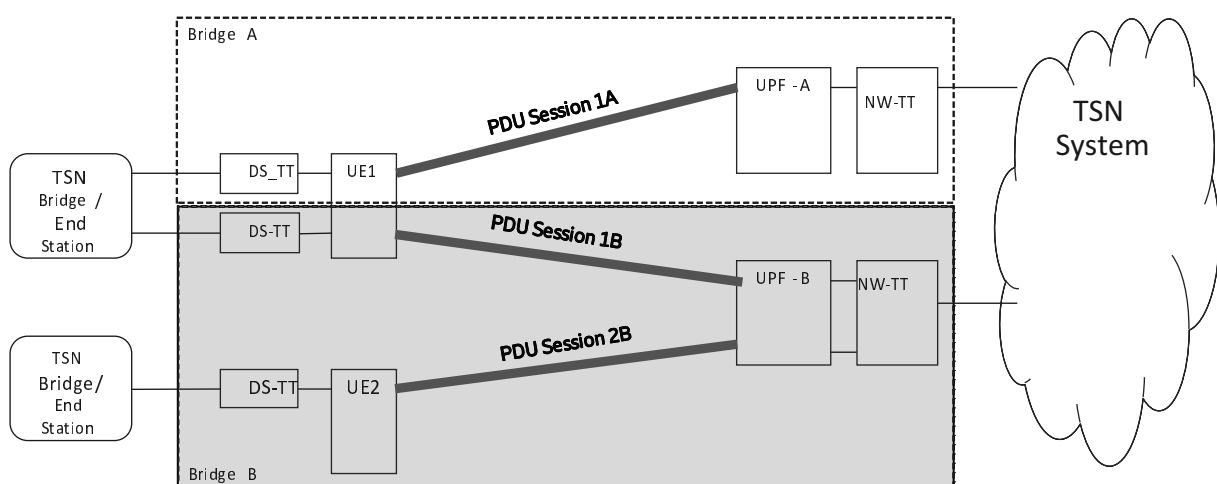 Bridge A
PDU Session 1A
UPF -A
NW-TT
TSN
System
TSN
Bridge /
End
Station
DS_TT
UE1
DS-TT
PDU Session 1B
UPF -B
NW-TT
PDU Session 2B
TSN
Bridge/
End
Station
DS-TT
UE2
Bridge B